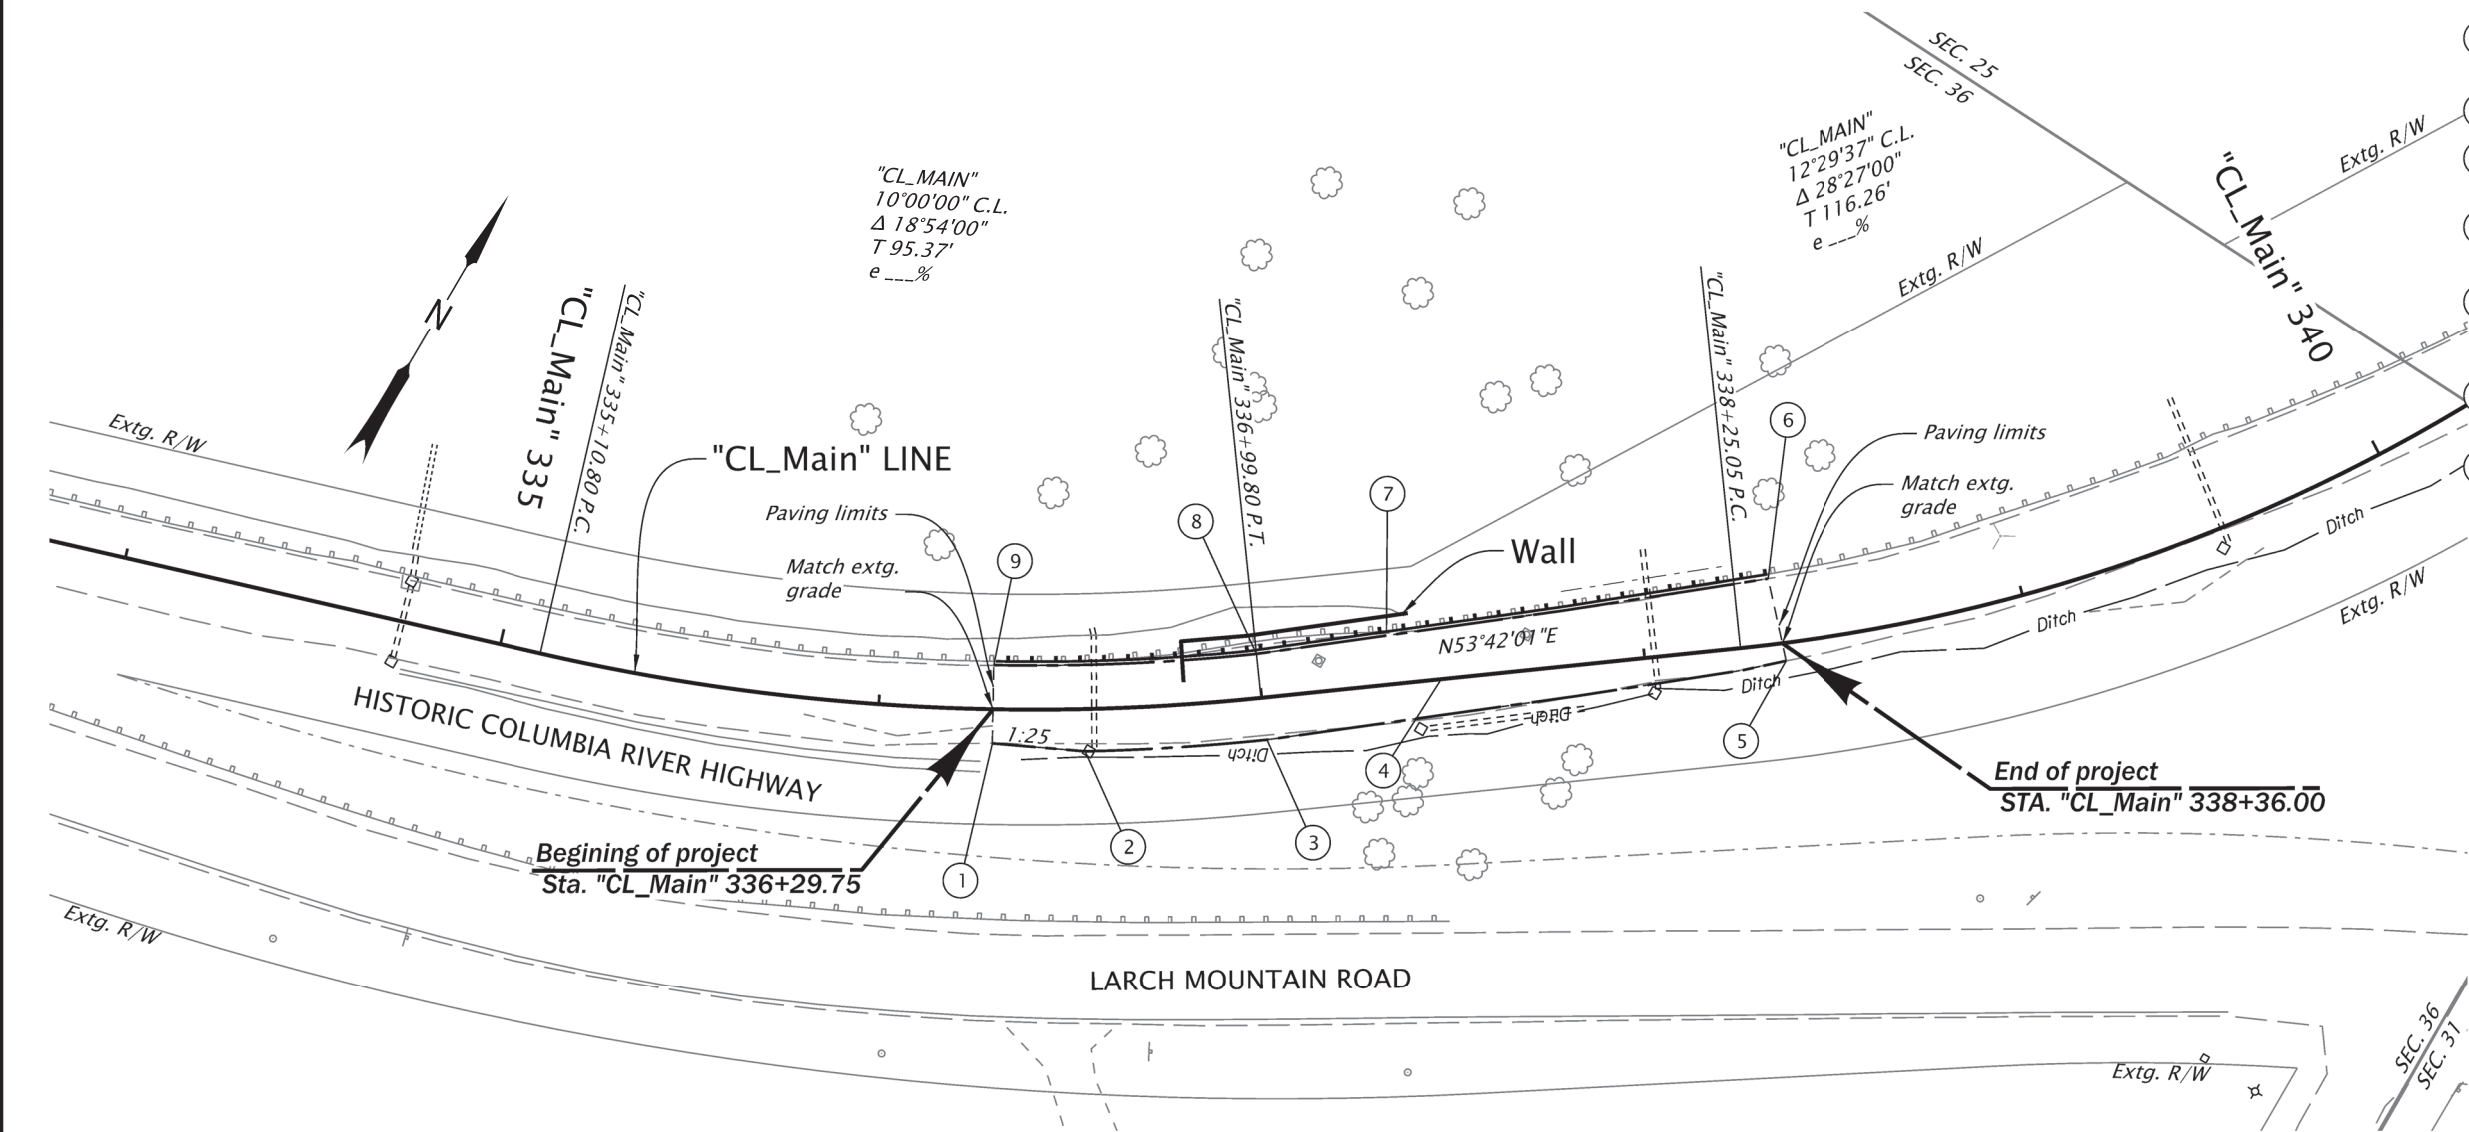 SEC. 25
SEC. 36
Extg. R/W
"CL_MAIN"
12°29'37" C.L.
Δ 28°27'00"
T 116.26'
e ___%
"CL_MAIN"
10°00'00" C.L.
Δ 18°54'00"
T 95.37'
e ___%
"CL_Main" 340
Extg. R/W
N
"CL_Main" 335
"CL_Main" 335+10.80 P.C.
"CL_Main" 336+99.80 P.T.
"CL_Main" 338+25.05 P.C.
Extg. R/W
"CL_Main" LINE
6
Paving limits
Match extg.
grade
7
8
Paving limits
Wall
9
Match extg.
grade
Ditch
Extg. R/W
Ditch
N53°42'01"E
Ditch
Ditch
HISTORIC COLUMBIA RIVER HIGHWAY
1:25
Ditch
5
4
End of project
STA. "CL_Main" 338+36.00
Begining of project
Sta. "CL_Main" 336+29.75
1
2
3
Extg. R/W
LARCH MOUNTAIN ROAD
SEC. 36
SEC. 31
Extg. R/W